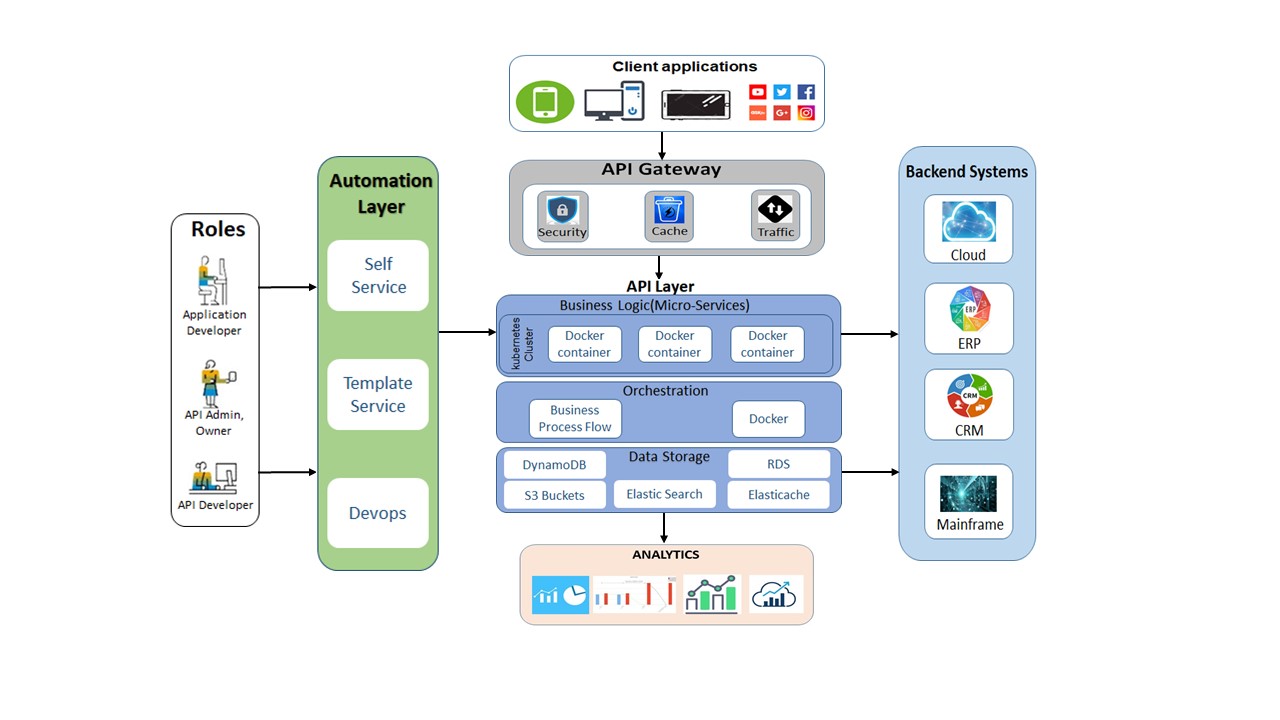 Client applications
API Gateway
Security
Cache
Traffic
Roles
Application
Developer
API Admin,
Owner
API Developer
Automation
Layer
Self
Service
Template
Service
Devops
API Layer
Business Logic(Micro-Services)
kubernetes
Cluster
Docker
container
Docker
container
Docker
container
Orchestration
Business
Process Flow
Docker
Data Storage
DynamoDB
RDS
S3 Buckets
Elastic Search
Elasticache
ANALYTICS
Backend Systems
Cloud
ERP
ERP
CRM
CRM
Mainframe